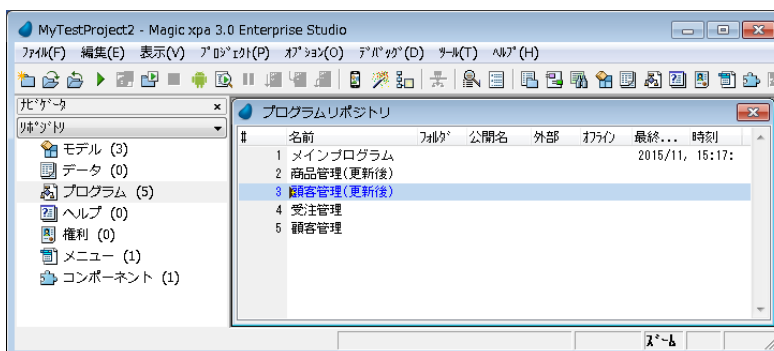 MyTestProject2 - Magic xpa 3.0 Enterprise Studio
ファイル(F) 編集(E) 表示(V) プロジェクト(P) オプション(O) デバッグ(D) ツール(T) ヘルプ(H)
ナビゲータ
リポジトリ
モデル (3)
データ (0)
プログラム (5)
ヘルプ (0)
権利 (0)
メニュー (1)
コンポーネント (1)
プログラムリポジトリ
# 名前 フォルダ 公開名 外部 オフライン 最終... 時刻
1 メインプログラム 2015/11, 15:17:
2 商品管理(更新後)
3 顧客管理(更新後)
4 受注管理
5 顧客管理
ズーム